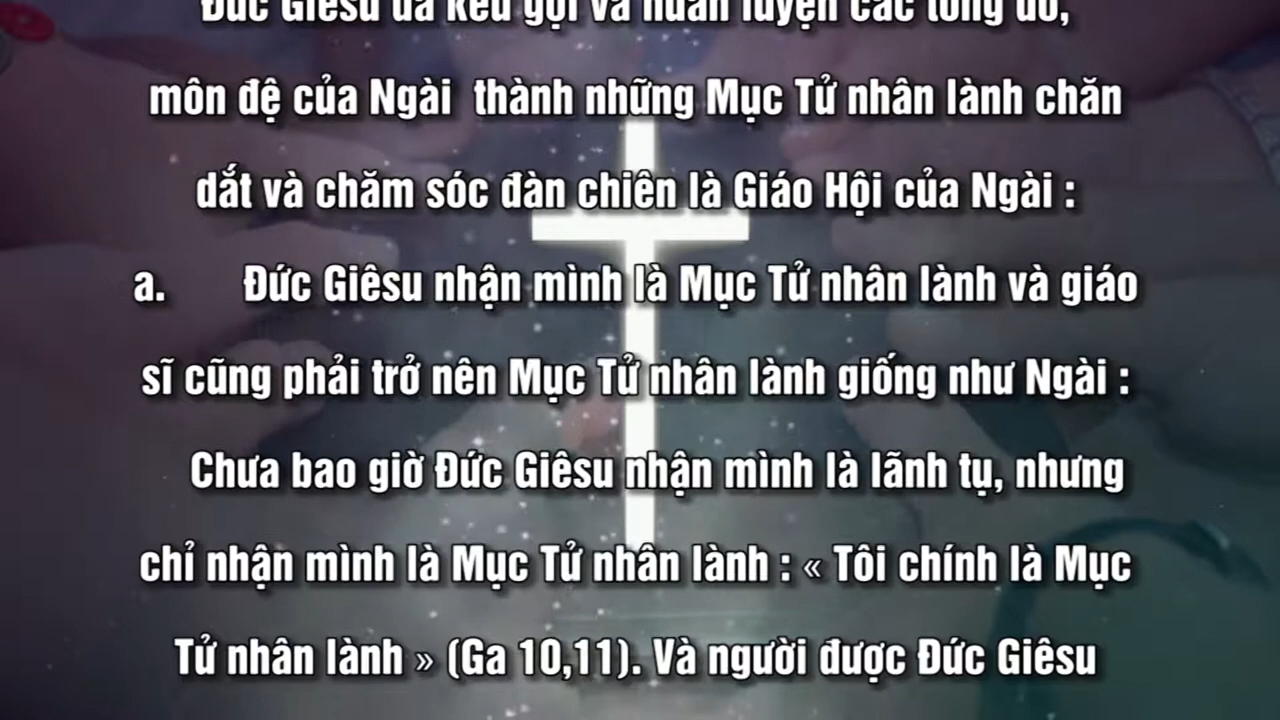 Đức Giêsu đã kêu gọi và huấn luyện các tông đồ,
môn đệ của Ngài thành những Mục Tử nhân lành chăn
dắt và chăm sóc đàn chiên là Giáo Hội của Ngài :
a. Đức Giêsu nhận mình là Mục Tử nhân lành và giáo
sĩ cũng phải trở nên Mục Tử nhân lành giống như Ngài :
Chưa bao giờ Đức Giêsu nhận mình là lãnh tụ, nhưng
chỉ nhận mình là Mục Tử nhân lành : « Tôi chính là Mục
Tử nhân lành » (Ga 10,11). Và người được Đức Giêsu